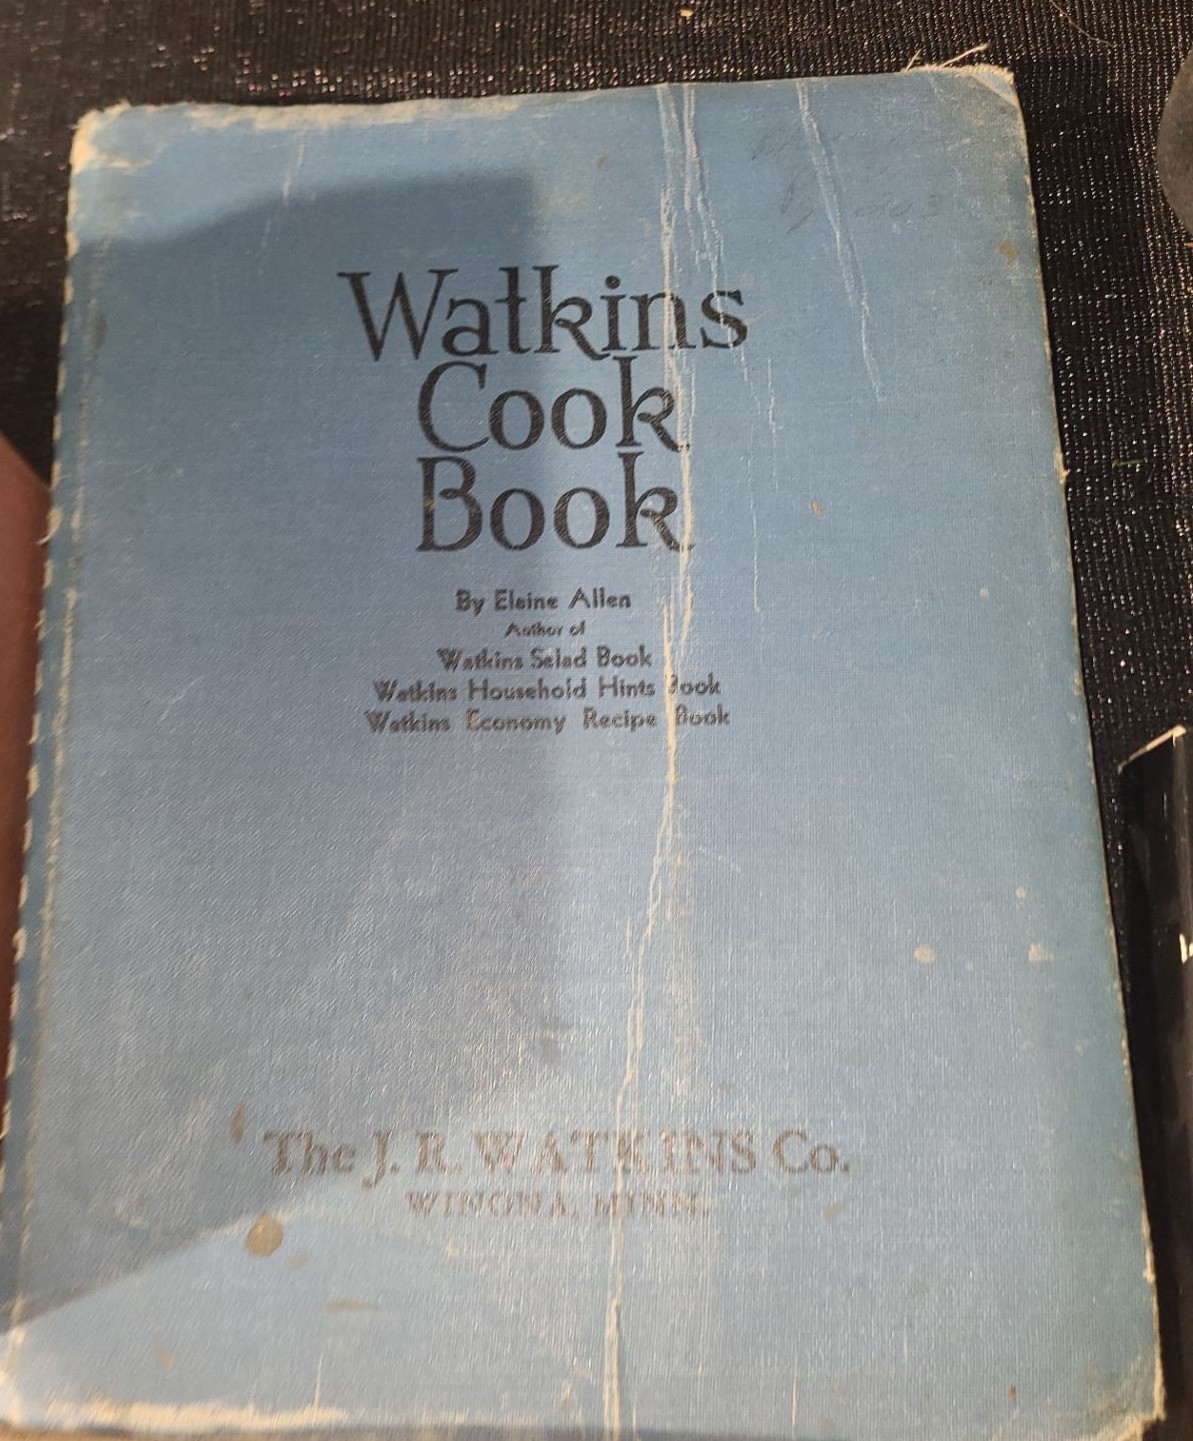 Watkins
Cook
Book
By Elaine Allen
Author of
Watkins Salad Book
Watkins Household Hints Book
Watkins Economy Recipe Book
The J. R. WATKINS Co.
WINONA, MINN.